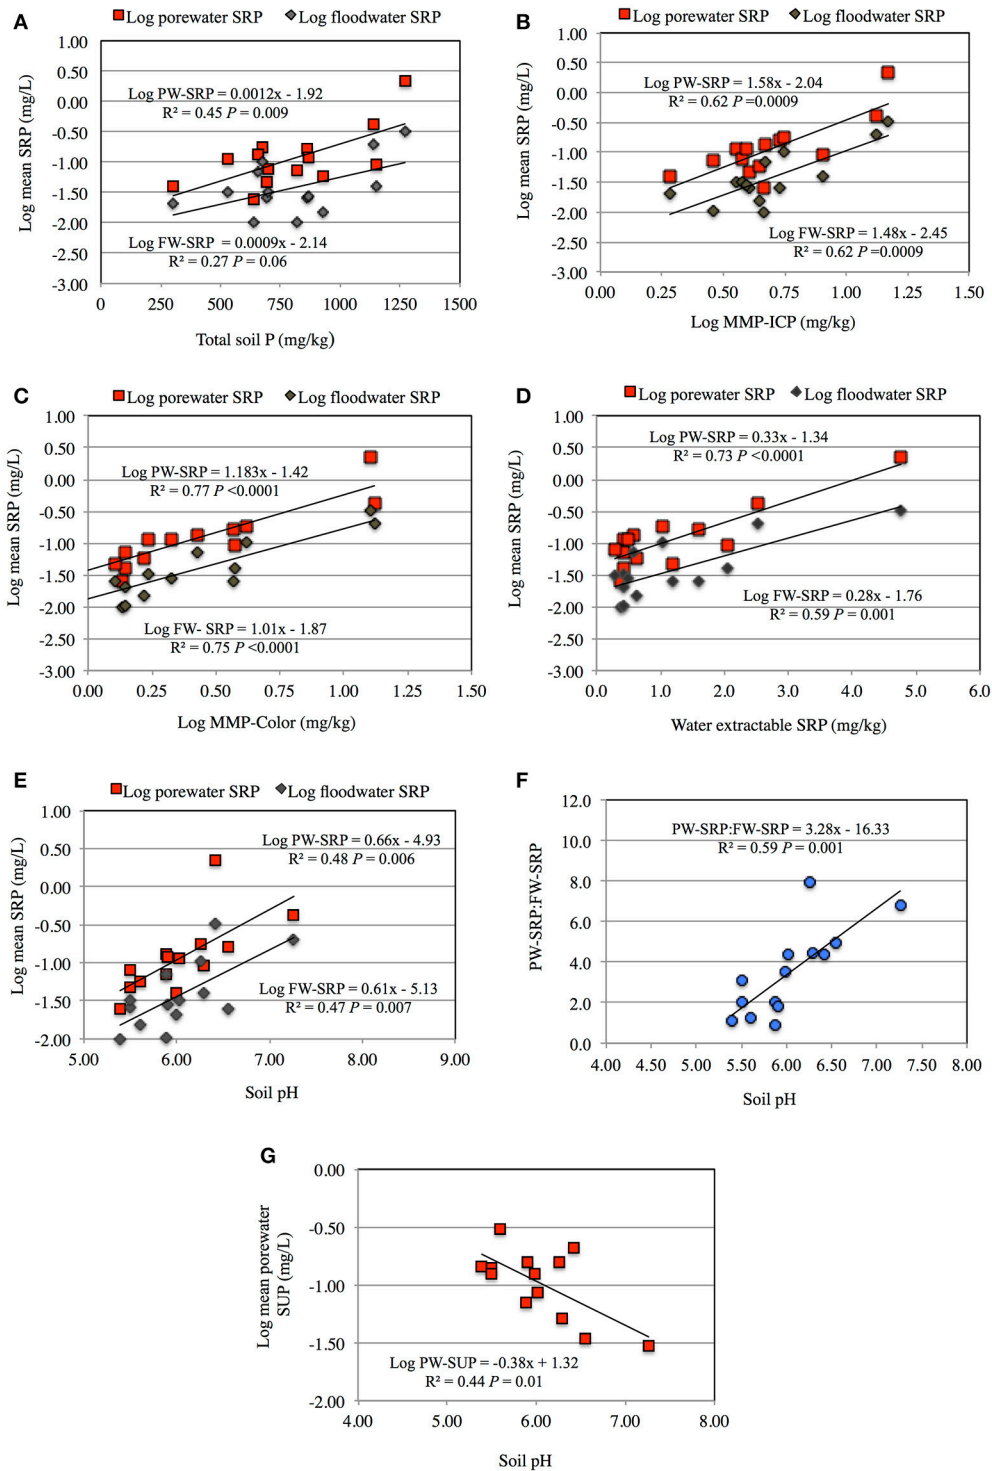 A
Log porewater SRP
Log floodwater SRP
Log mean SRP (mg/L)
1.00
0.50
0.00
-0.50
-1.00
-1.50
-2.00
-2.50
-3.00
Log PW-SRP = 0.0012x - 1.92
R² = 0.45 P = 0.009
Log FW-SRP = 0.0009x - 2.14
R² = 0.27 P = 0.06
0 250 500 750 1000 1250 1500
Total soil P (mg/kg)
B
Log porewater SRP
Log floodwater SRP
Log mean SRP (mg/L)
1.00
0.50
0.00
-0.50
-1.00
-1.50
-2.00
-2.50
-3.00
Log PW-SRP = 1.58x - 2.04
R² = 0.62 P =0.0009
Log FW-SRP = 1.48x - 2.45
R² = 0.62 P =0.0009
0.00 0.25 0.50 0.75 1.00 1.25 1.50
Log MMP-ICP (mg/kg)
C
Log porewater SRP
Log floodwater SRP
Log mean SRP (mg/L)
1.00
0.50
0.00
-0.50
-1.00
-1.50
-2.00
-2.50
-3.00
Log PW-SRP = 1.183x - 1.42
R² = 0.77 P <0.0001
Log FW- SRP = 1.01x - 1.87
R² = 0.75 P <0.0001
0.00 0.25 0.50 0.75 1.00 1.25 1.50
Log MMP-Color (mg/kg)
D
Log porewater SRP
Log floodwater SRP
Log mean SRP (mg/L)
1.00
0.50
0.00
-0.50
-1.00
-1.50
-2.00
-2.50
-3.00
Log PW-SRP = 0.33x - 1.34
R² = 0.73 P <0.0001
Log FW-SRP = 0.28x - 1.76
R² = 0.59 P = 0.001
0.0 1.0 2.0 3.0 4.0 5.0 6.0
Water extractable SRP (mg/kg)
E
Log porewater SRP
Log floodwater SRP
Log mean SRP (mg/L)
1.00
0.50
0.00
-0.50
-1.00
-1.50
-2.00
Log PW-SRP = 0.66x - 4.93
R² = 0.48 P = 0.006
Log FW-SRP = 0.61x - 5.13
R² = 0.47 P = 0.007
5.00 6.00 7.00 8.00 9.00
Soil pH
F
PW-SRP:FW-SRP
12.0
10.0
8.0
6.0
4.0
2.0
0.0
PW-SRP:FW-SRP = 3.28x - 16.33
R² = 0.59 P = 0.001
4.00 4.50 5.00 5.50 6.00 6.50 7.00 7.50 8.00
Soil pH
G
Log mean porewater
SUP (mg/L)
0.00
-0.50
-1.00
-1.50
-2.00
Log PW-SUP = -0.38x + 1.32
R² = 0.44 P = 0.01
4.00 5.00 6.00 7.00 8.00
Soil pH